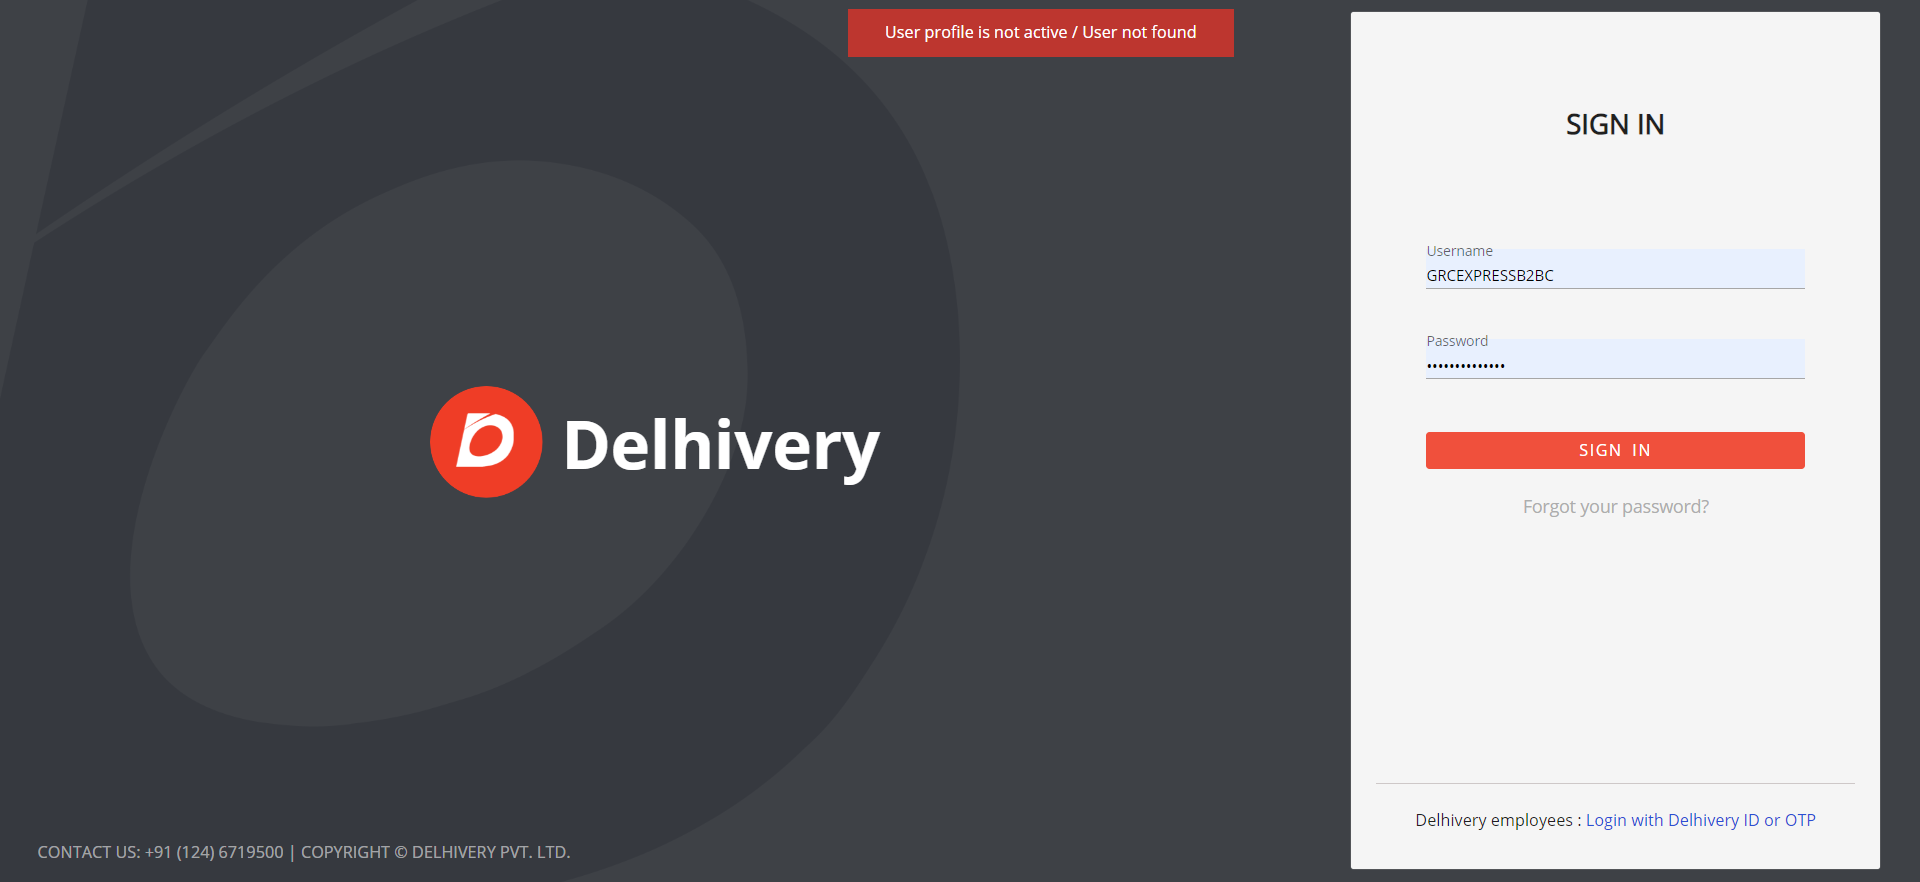 User profile is not active / User not found
SIGN IN
Username
GRCEXPRESSB2BC
Password
••••••••••••••
SIGN IN
Forgot your password?
Delhivery
Delhivery employees : Login with Delhivery ID or OTP
CONTACT US: +91 (124) 6719500 | COPYRIGHT © DELHIVERY PVT. LTD.